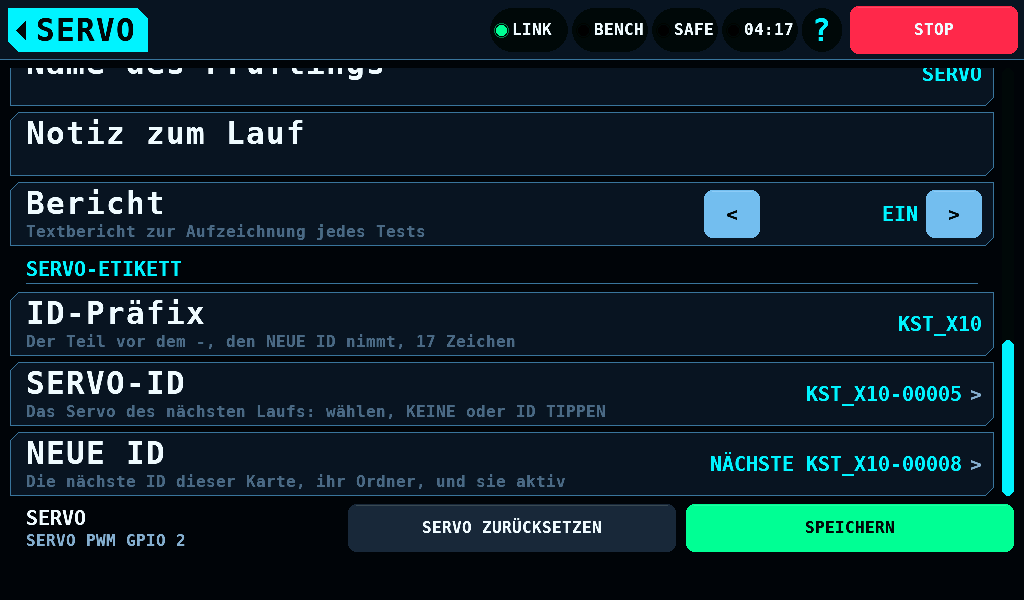 SERVO
LINK
BENCH
SAFE
04:17
?
STOP
Name des Prüflings
SERVO
Notiz zum Lauf
Bericht
Textbericht zur Aufzeichnung jedes Tests
<
EIN
>
SERVO-ETIKETT
ID-Präfix
Der Teil vor dem -, den NEUE ID nimmt, 17 Zeichen
KST_X10
SERVO-ID
Das Servo des nächsten Laufs: wählen, KEINE oder ID TIPPEN
KST_X10-00005 >
NEUE ID
Die nächste ID dieser Karte, ihr Ordner, und sie aktiv
NÄCHSTE KST_X10-00008 >
SERVO
SERVO PWM GPIO 2
SERVO ZURÜCKSETZEN
SPEICHERN